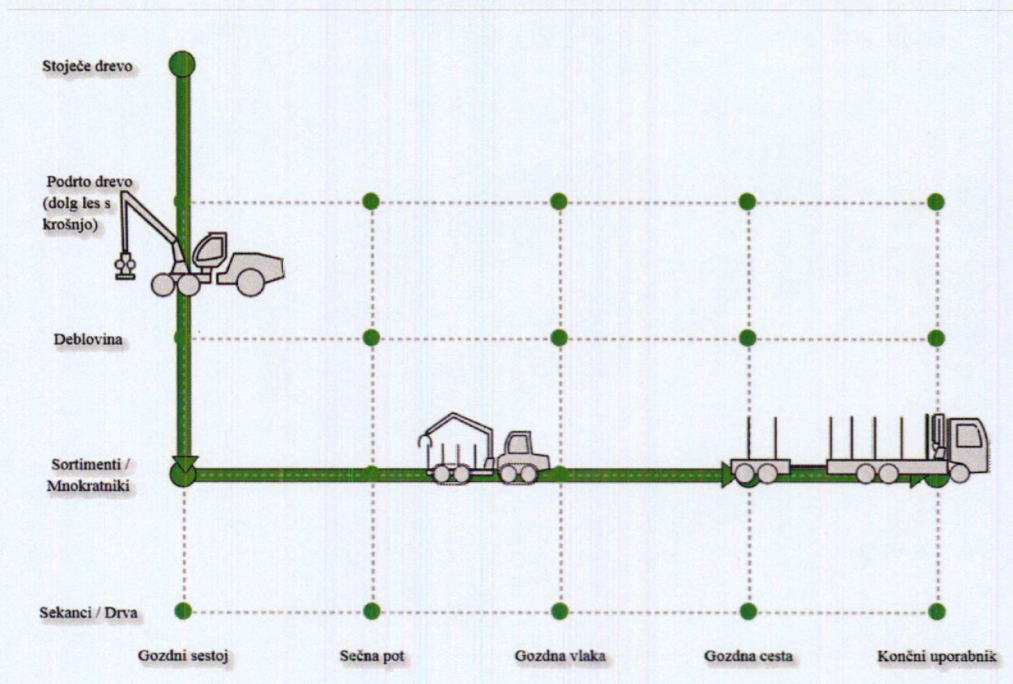 Stoječe drevo
Podrto drevo
(dolg les s
krošnjo)
Deblovina
Sortimenti /
Mnokratniki
Sekanci / Drva
Gozdni sestoj
Sečna pot
Gozdna vlaka
Gozdna cesta
Končni uporabnik